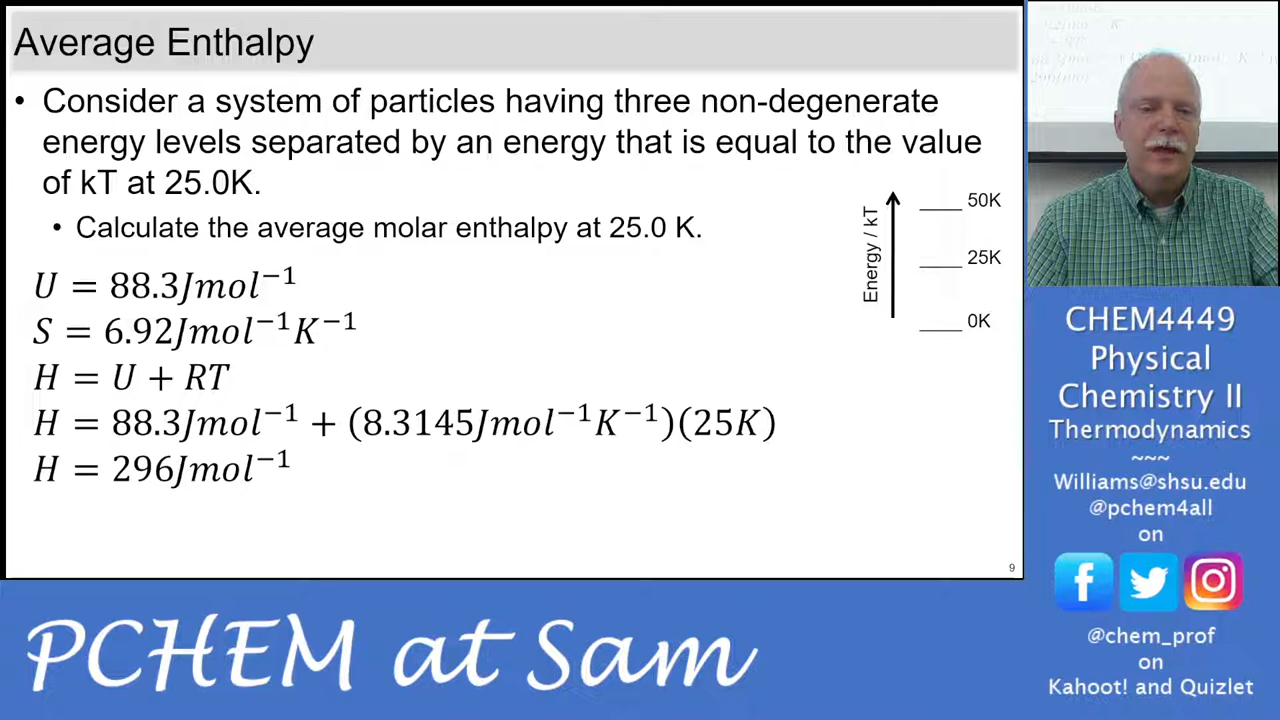 Average Enthalpy
• Consider a system of particles having three non-degenerate
energy levels separated by an energy that is equal to the value
of kT at 25.0K.
• Calculate the average molar enthalpy at 25.0 K.
U = 88.3Jmol⁻¹
S = 6.92Jmol⁻¹K⁻¹
H = U + RT
H = 88.3Jmol⁻¹ + (8.3145Jmol⁻¹K⁻¹)(25K)
H = 296Jmol⁻¹
Energy / kT
50K
25K
0K
9
CHEM4449
Physical
Chemistry II
Thermodynamics
~~~
Williams@shsu.edu
@pchem4all
on
@chem_prof
on
Kahoot! and Quizlet
PCHEM at Sam